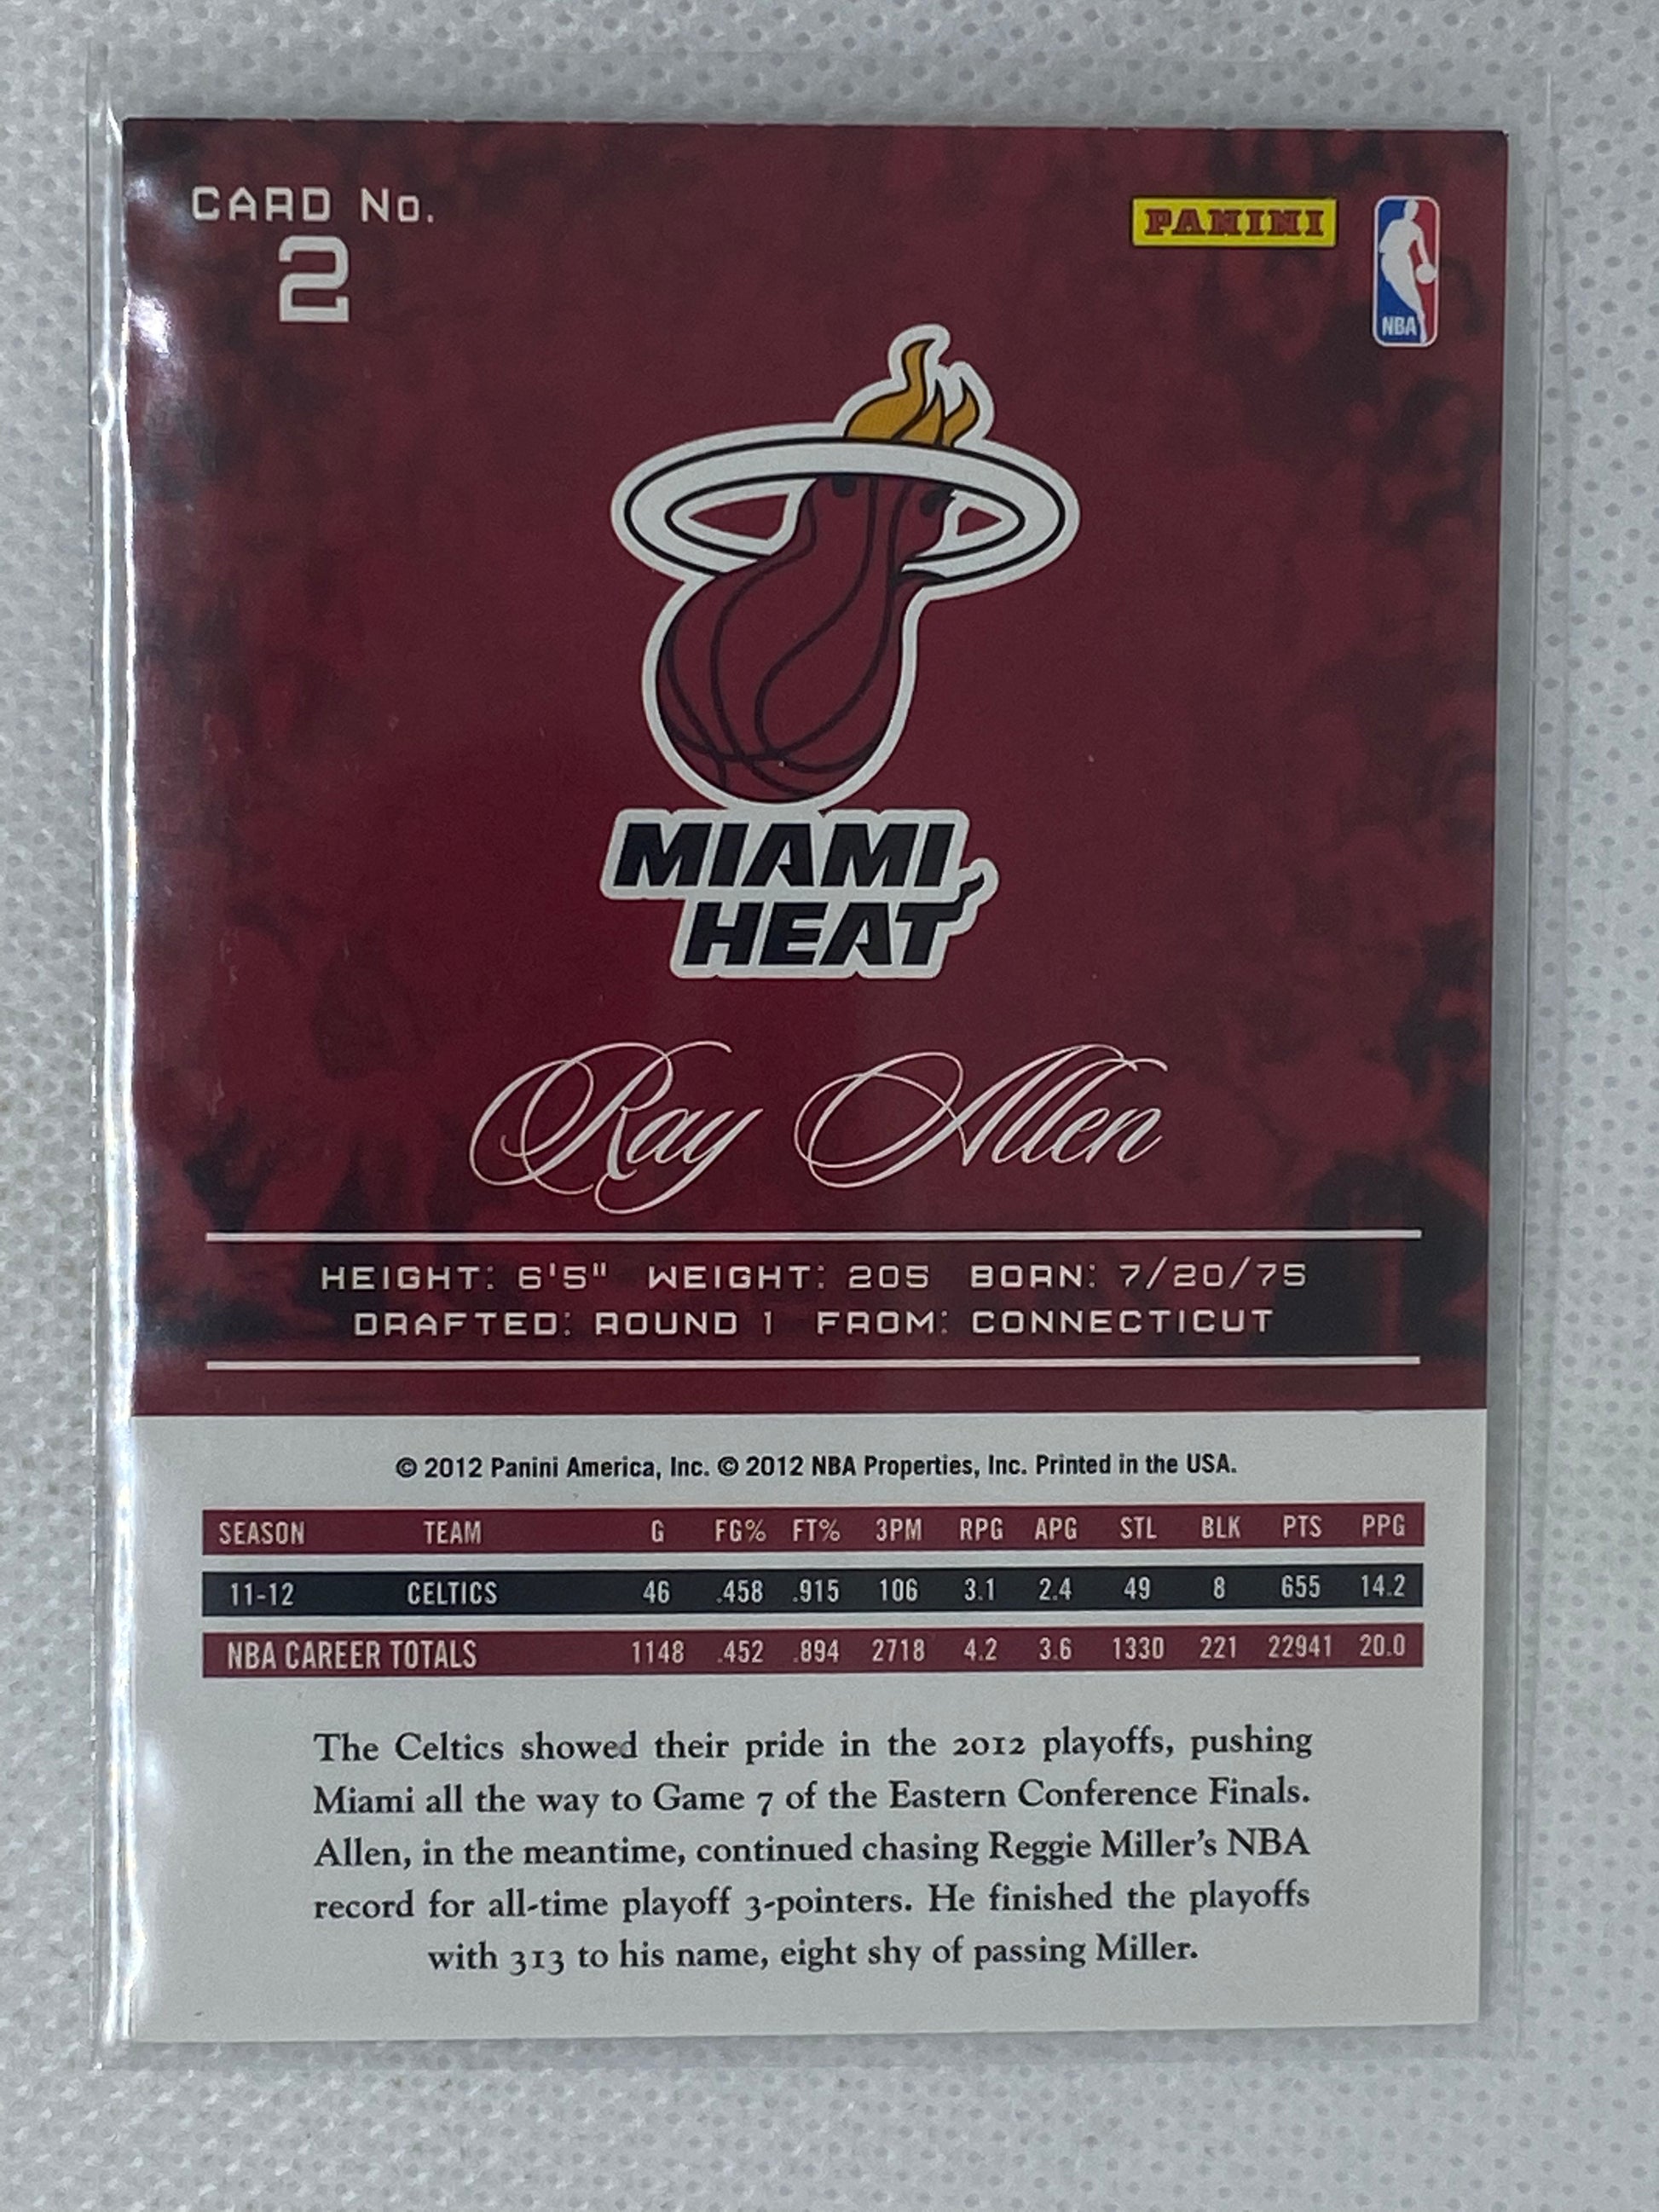 CARD No.
2
PANINI
NBA
MIAMI
HEAT
Ray Allen
HEIGHT: 6'5" WEIGHT: 205 BORN: 7/20/75
DRAFTED: ROUND 1 FROM: CONNECTICUT
© 2012 Panini America, Inc. © 2012 NBA Properties, Inc. Printed in the USA.
SEASON TEAM G FG% FT% 3PM RPG APG STL BLK PTS PPG
11-12 CELTICS 46 .458 .915 106 3.1 2.4 49 8 655 14.2
NBA CAREER TOTALS 1148 .452 .894 2718 4.2 3.6 1330 221 22941 20.0
The Celtics showed their pride in the 2012 playoffs, pushing
Miami all the way to Game 7 of the Eastern Conference Finals.
Allen, in the meantime, continued chasing Reggie Miller's NBA
record for all-time playoff 3-pointers. He finished the playoffs
with 313 to his name, eight shy of passing Miller.